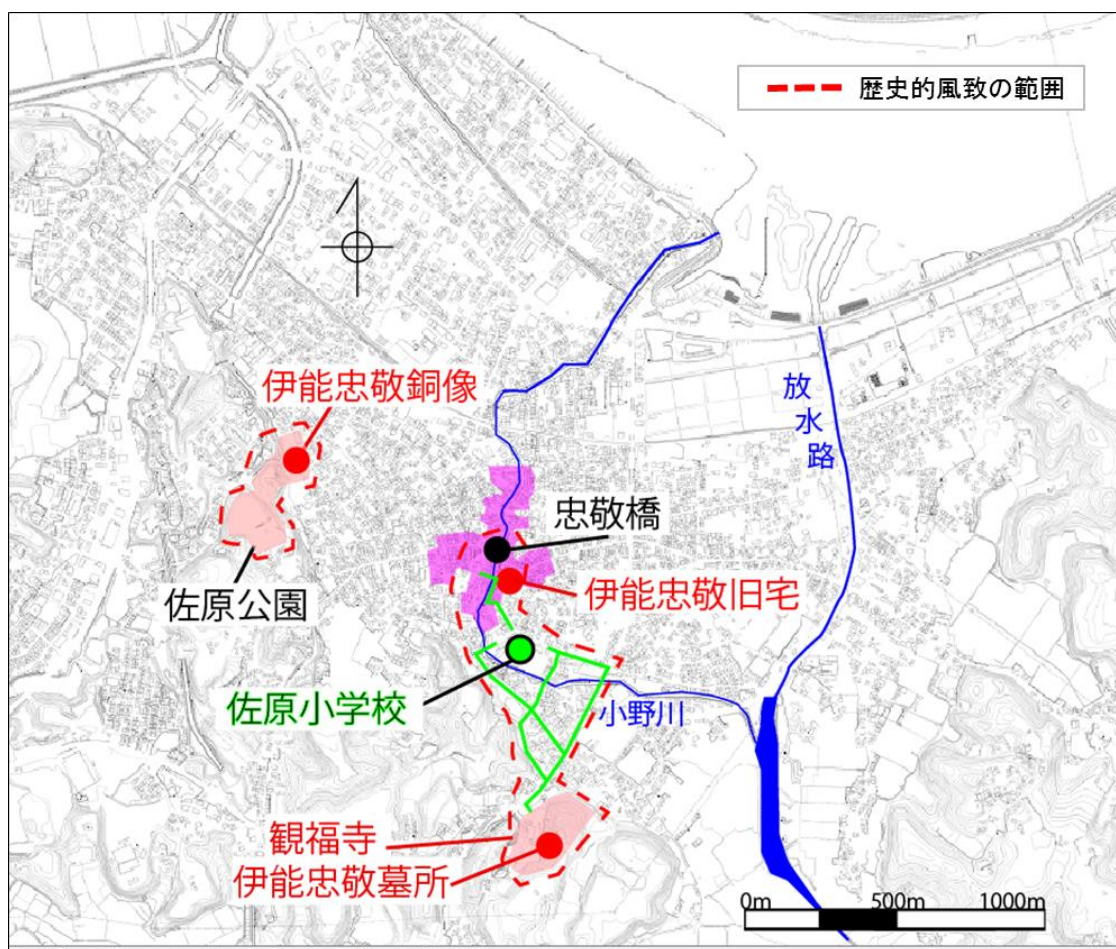 歴史的風致の範囲
伊能忠敬銅像
放水路
忠敬橋
佐原公園
伊能忠敬旧宅
佐原小学校
小野川
観福寺
伊能忠敬墓所
0m 500m 1000m